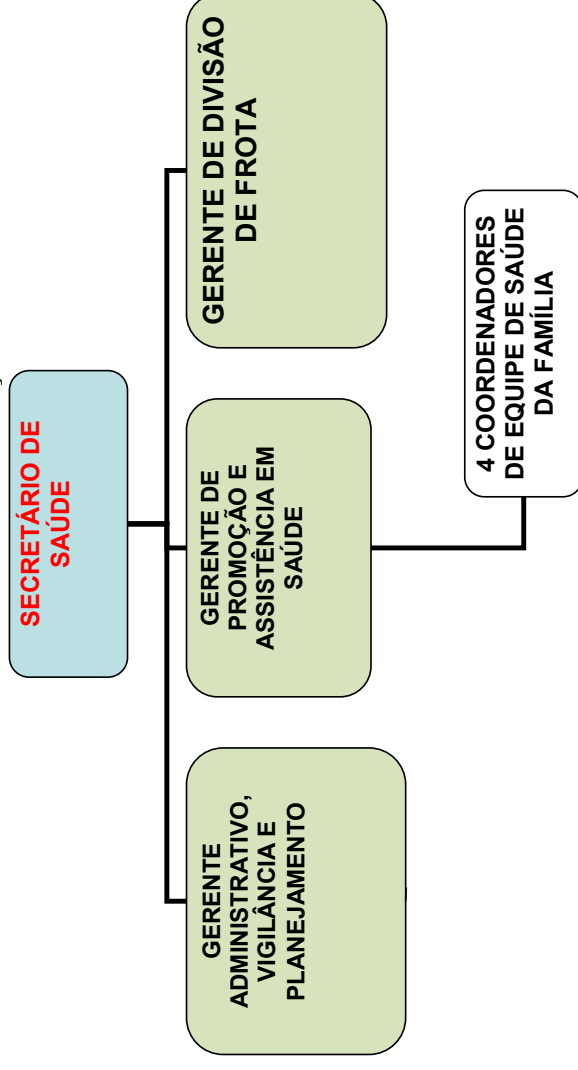 SECRETÁRIO DE
SAÚDE
GERENTE
ADMINISTRATIVO,
VIGILÂNCIA E
PLANEJAMENTO
GERENTE DE
PROMOÇÃO E
ASSISTÊNCIA EM
SAÚDE
GERENTE DE DIVISÃO
DE FROTA
4 COORDENADORES
DE EQUIPE DE SAÚDE
DA FAMÍLIA